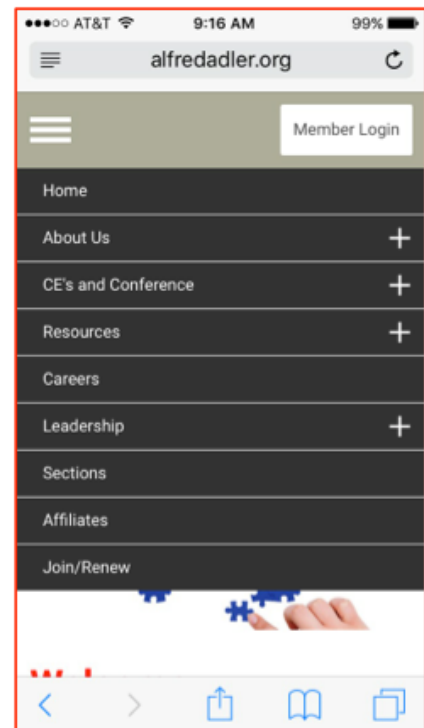 AT&T 9:16 AM 99%
alfredadler.org
Member Login
Home
About Us
CE's and Conference
Resources
Careers
Leadership
Sections
Affiliates
Join/Renew